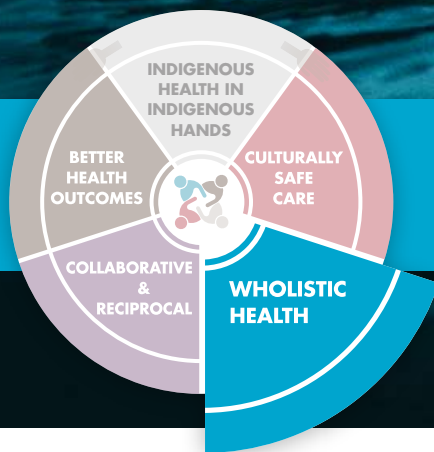 INDIGENOUS
HEALTH IN
INDIGENOUS
HANDS
CULTURALLY
SAFE
CARE
WHOLISTIC
HEALTH
COLLABORATIVE
&
RECIPROCAL
BETTER
HEALTH
OUTCOMES